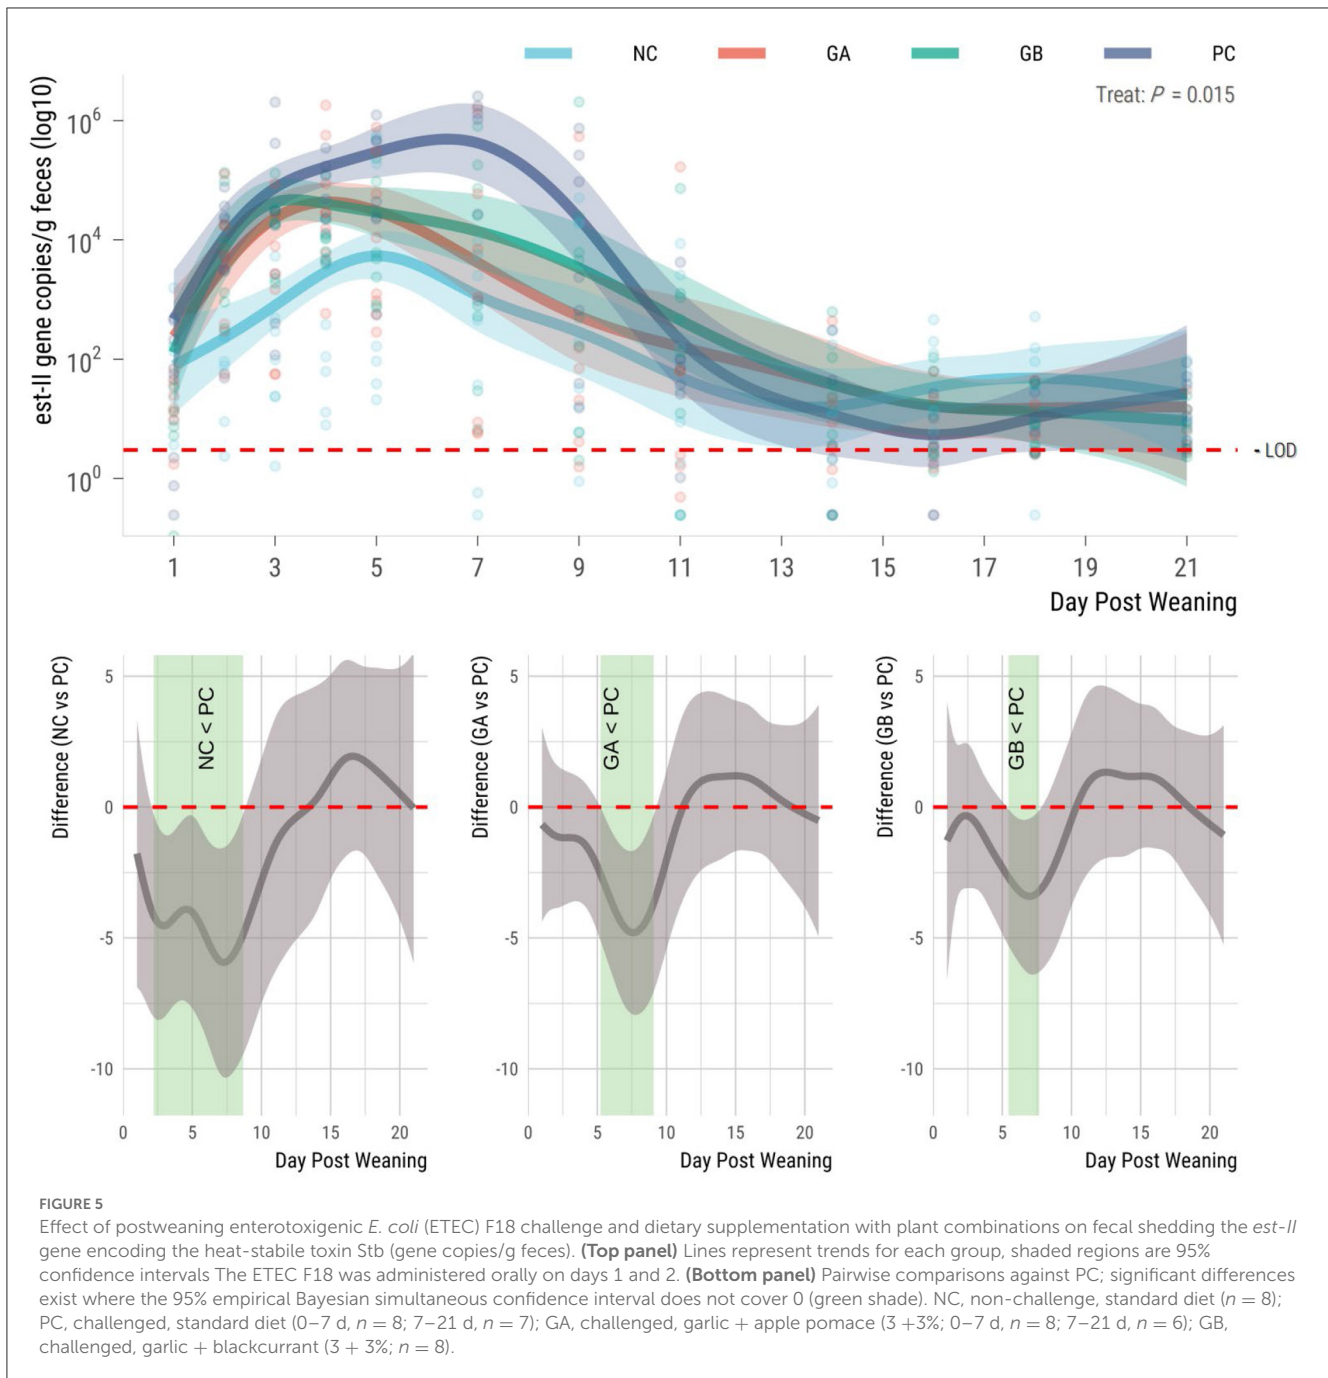 NC GA GB PC
Treat: P = 0.015
est-II gene copies/g feces (log10)
10^6
10^4
10^2
10^0
- LOD
1 3 5 7 9 11 13 15 17 19 21
Day Post Weaning
Difference (NC vs PC)
NC < PC
5
0
-5
-10
0 5 10 15 20
Day Post Weaning
Difference (GA vs PC)
GA < PC
5
0
-5
-10
0 5 10 15 20
Day Post Weaning
Difference (GB vs PC)
GB < PC
5
0
-5
-10
0 5 10 15 20
Day Post Weaning
FIGURE 5
Effect of postweaning enterotoxigenic E. coli (ETEC) F18 challenge and dietary supplementation with plant combinations on fecal shedding the est-II
gene encoding the heat-stabile toxin Stb (gene copies/g feces). (Top panel) Lines represent trends for each group, shaded regions are 95%
confidence intervals The ETEC F18 was administered orally on days 1 and 2. (Bottom panel) Pairwise comparisons against PC; significant differences
exist where the 95% empirical Bayesian simultaneous confidence interval does not cover 0 (green shade). NC, non-challenge, standard diet (n = 8);
PC, challenged, standard diet (0–7 d, n = 8; 7–21 d, n = 7); GA, challenged, garlic + apple pomace (3 +3%; 0–7 d, n = 8; 7–21 d, n = 6); GB,
challenged, garlic + blackcurrant (3 + 3%; n = 8).